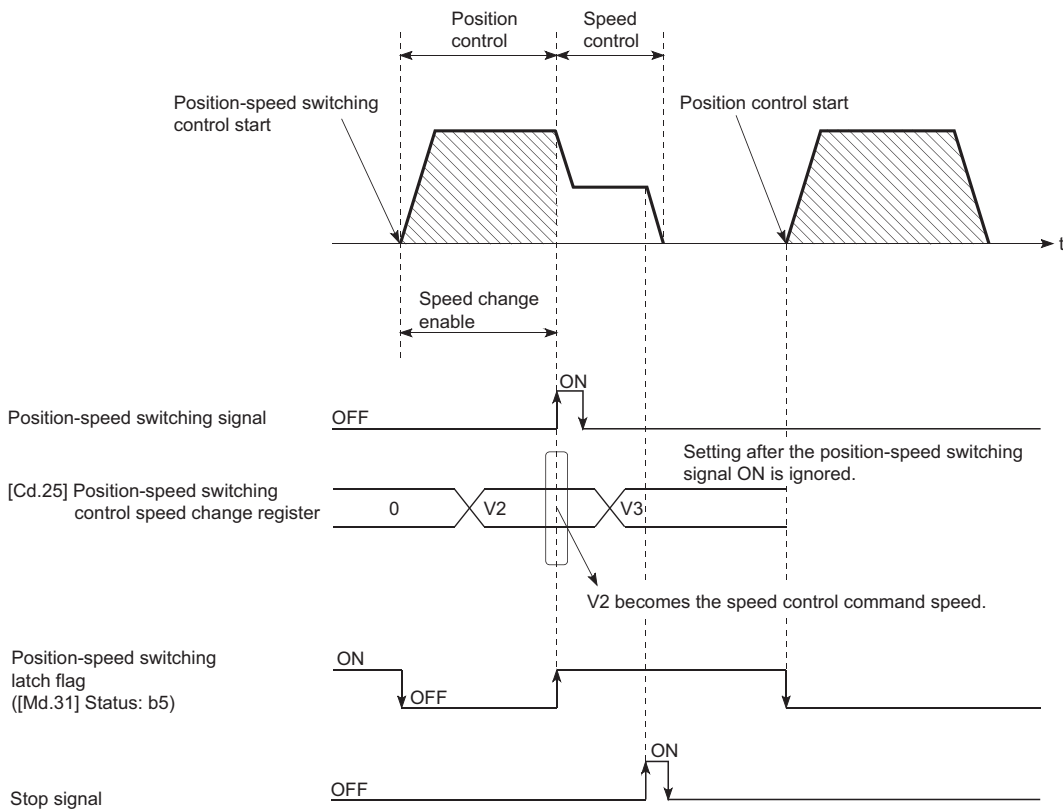 Position
control
Speed
control
Position-speed switching
control start
Position control start
t
Speed change
enable
ON
Position-speed switching signal
OFF
Setting after the position-speed switching
signal ON is ignored.
[Cd.25] Position-speed switching
control speed change register
0
V2
V3
V2 becomes the speed control command speed.
Position-speed switching
latch flag
([Md.31] Status: b5)
ON
OFF
ON
Stop signal
OFF